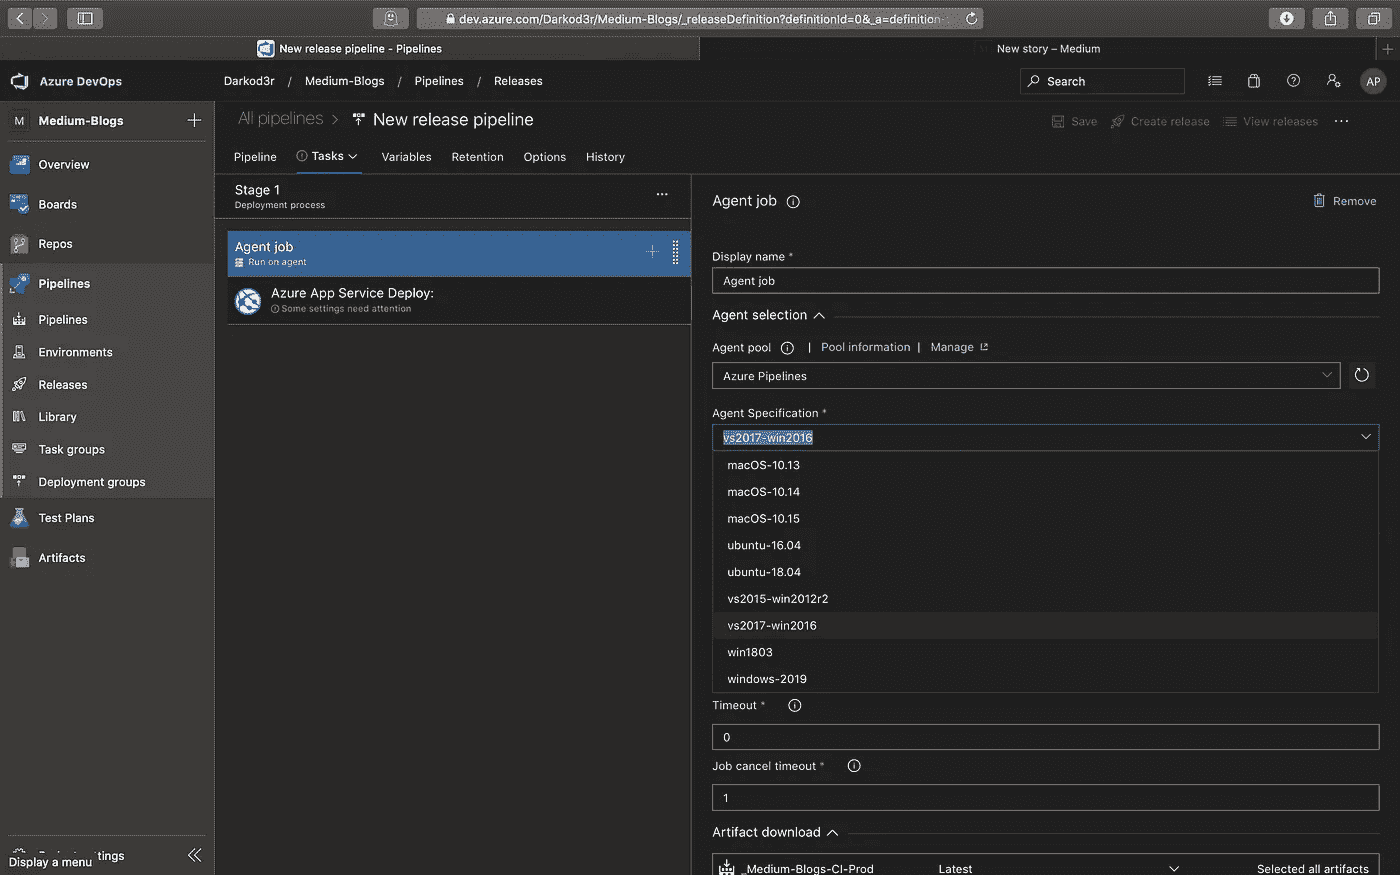 dev.azure.com/Darkod3r/Medium-Blogs/_releaseDefinition?definitionId=0&_a=definition-
New release pipeline - Pipelines
New story – Medium
Azure DevOps
Darkod3r / Medium-Blogs / Pipelines / Releases
Search
AP
M Medium-Blogs
All pipelines > New release pipeline
Save
Create release
View releases
Pipeline
Tasks
Variables
Retention
Options
History
Overview
Boards
Repos
Pipelines
Pipelines
Environments
Releases
Library
Task groups
Deployment groups
Test Plans
Artifacts
tings
Display a menu
Stage 1
Deployment process
Agent job
Run on agent
Azure App Service Deploy:
Some settings need attention
Agent job
Remove
Display name *
Agent job
Agent selection
Agent pool | Pool information | Manage
Azure Pipelines
Agent Specification *
vs2017-win2016
macOS-10.13
macOS-10.14
macOS-10.15
ubuntu-16.04
ubuntu-18.04
vs2015-win2012r2
vs2017-win2016
win1803
windows-2019
Timeout *
0
Job cancel timeout *
1
Artifact download
_Medium-Blogs-CI-Prod
Latest
Selected all artifacts